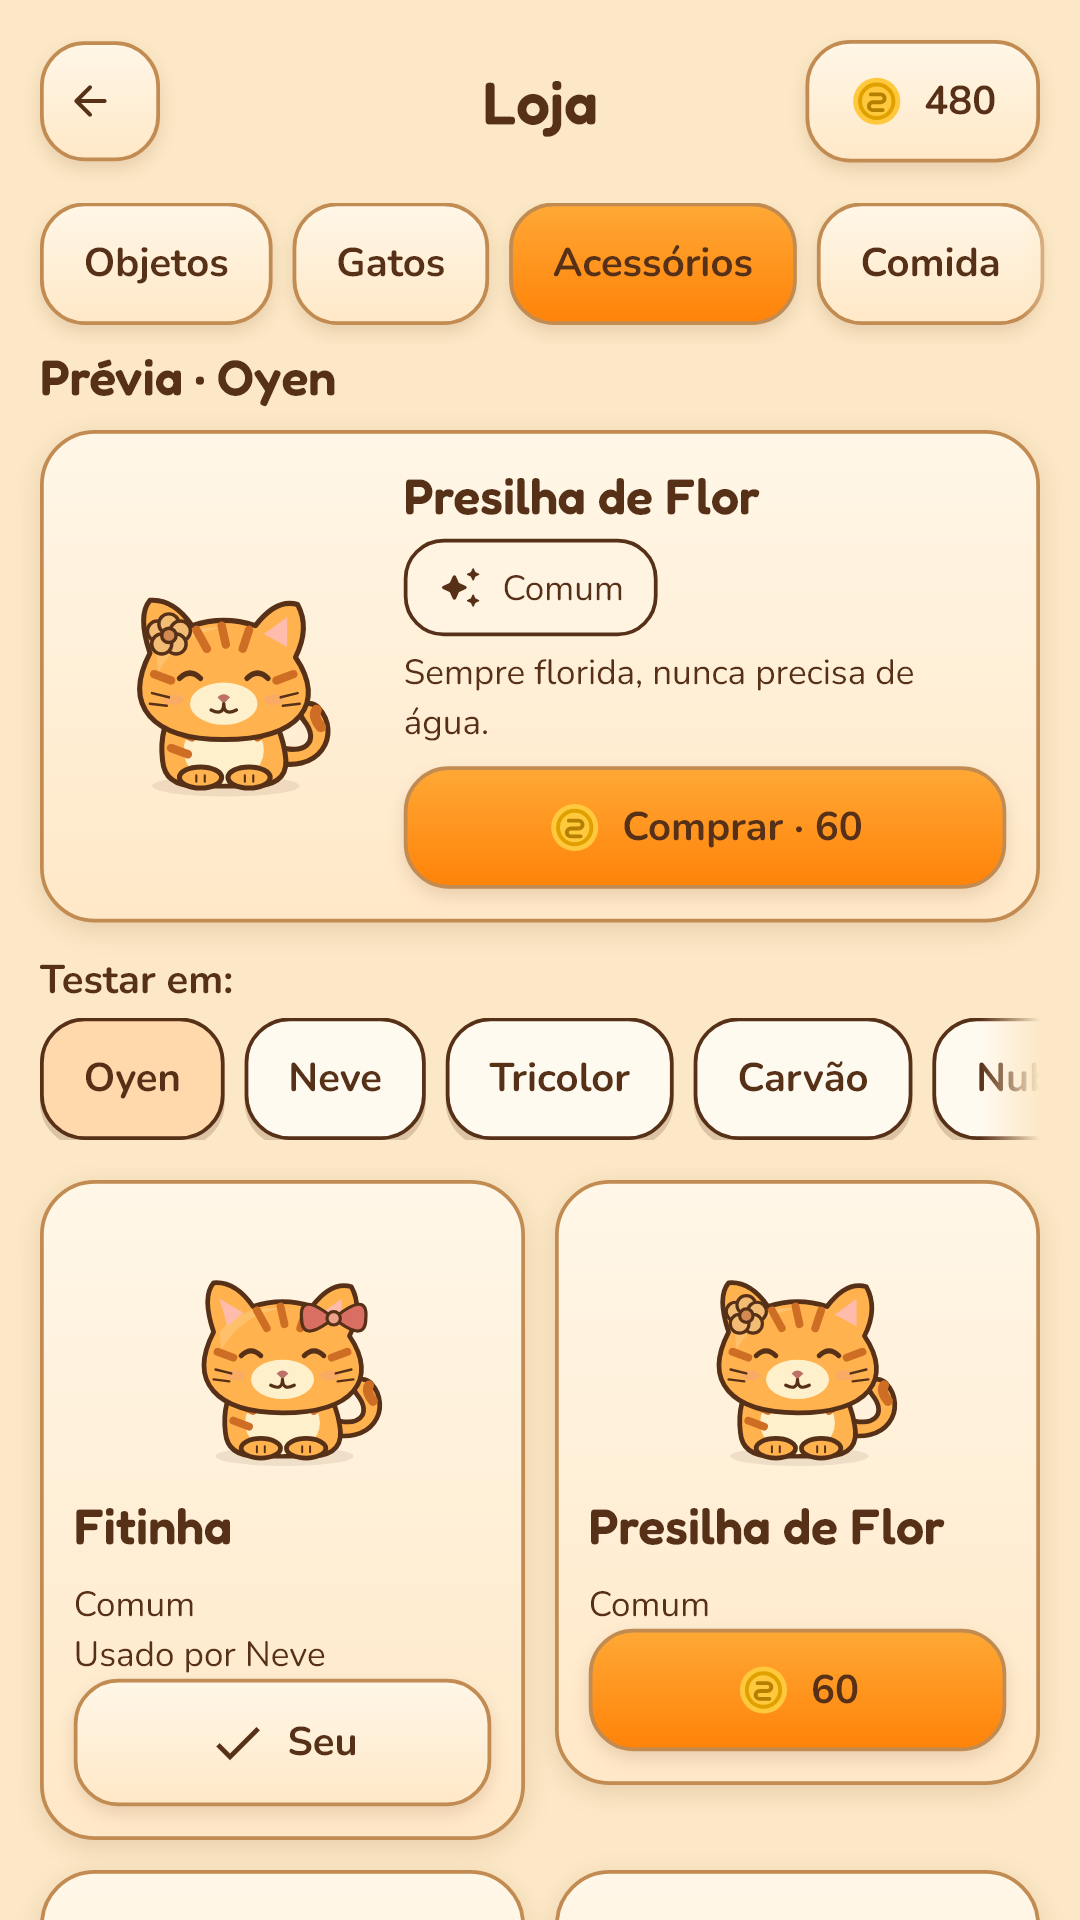 Loja
480
Objetos
Gatos
Acessórios
Comida
Prévia · Oyen
Presilha de Flor
Comum
Sempre florida, nunca precisa de
água.
Comprar · 60
Testar em:
Oyen
Neve
Tricolor
Carvão
Fitinha
Comum
Usado por Neve
Seu
Presilha de Flor
Comum
60